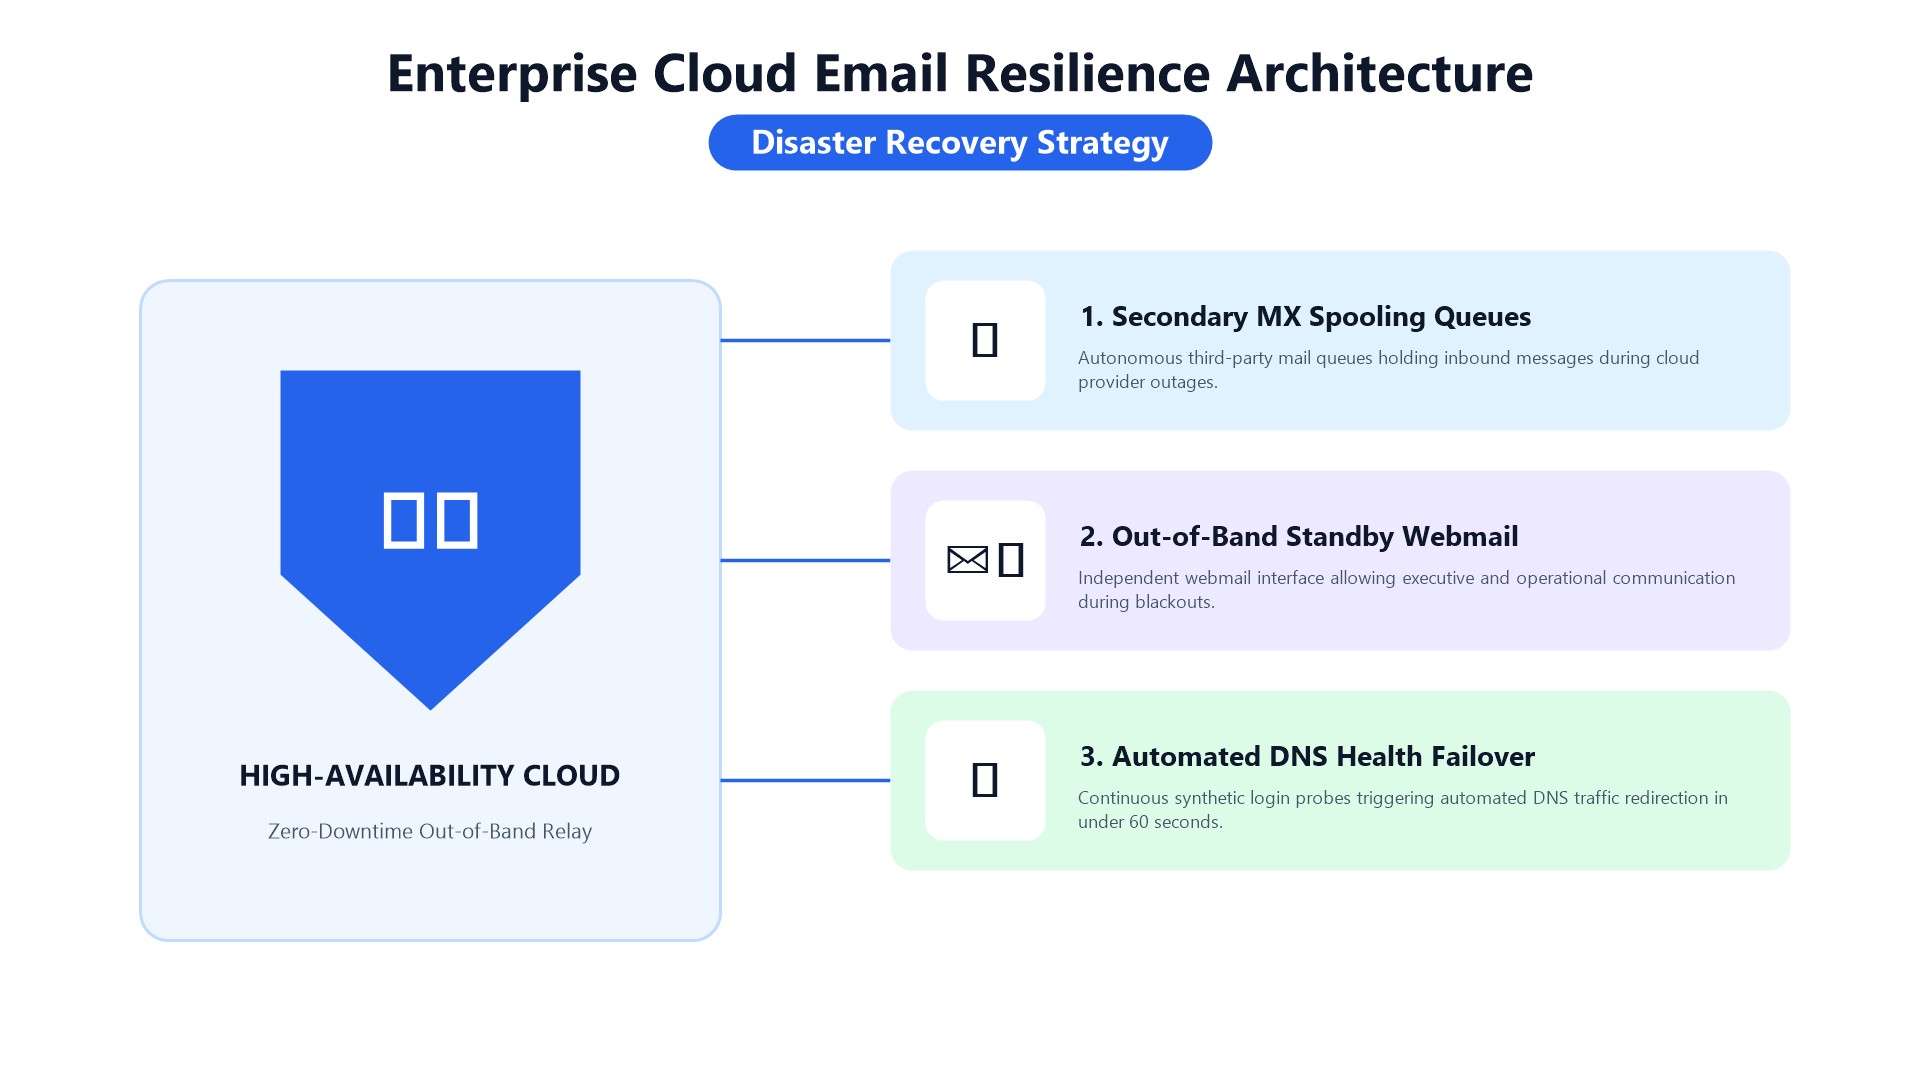 Enterprise Cloud Email Resilience Architecture
Disaster Recovery Strategy
HIGH-AVAILABILITY CLOUD
Zero-Downtime Out-of-Band Relay
1. Secondary MX Spooling Queues
Autonomous third-party mail queues holding inbound messages during cloud
provider outages.
2. Out-of-Band Standby Webmail
Independent webmail interface allowing executive and operational communication
during blackouts.
3. Automated DNS Health Failover
Continuous synthetic login probes triggering automated DNS traffic redirection in
under 60 seconds.